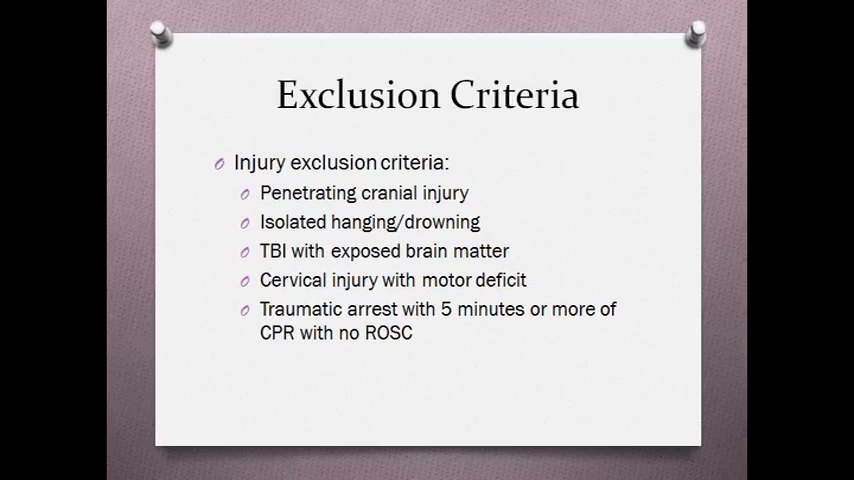 Exclusion Criteria
Injury exclusion criteria:
Penetrating cranial injury
Isolated hanging/drowning
TBI with exposed brain matter
Cervical injury with motor deficit
Traumatic arrest with 5 minutes or more of
CPR with no ROSC